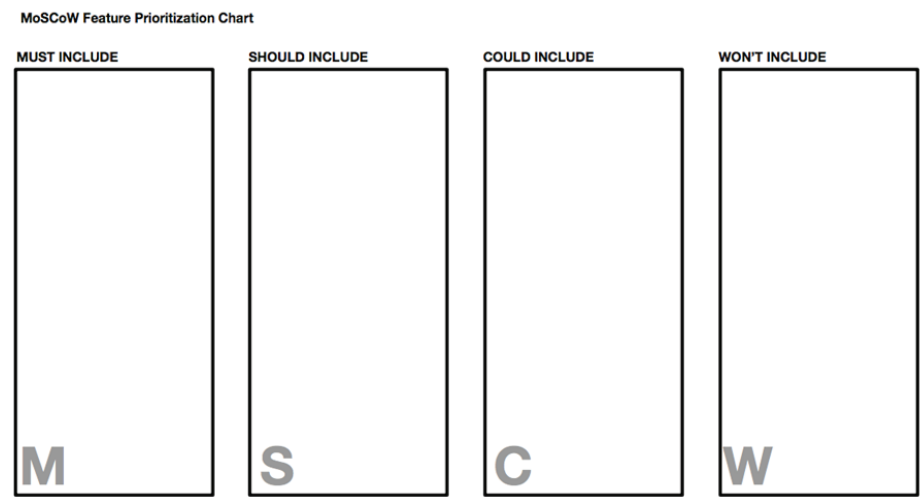 MoSCoW Feature Prioritization Chart
MUST INCLUDE
SHOULD INCLUDE
COULD INCLUDE
WON'T INCLUDE
M
S
C
W